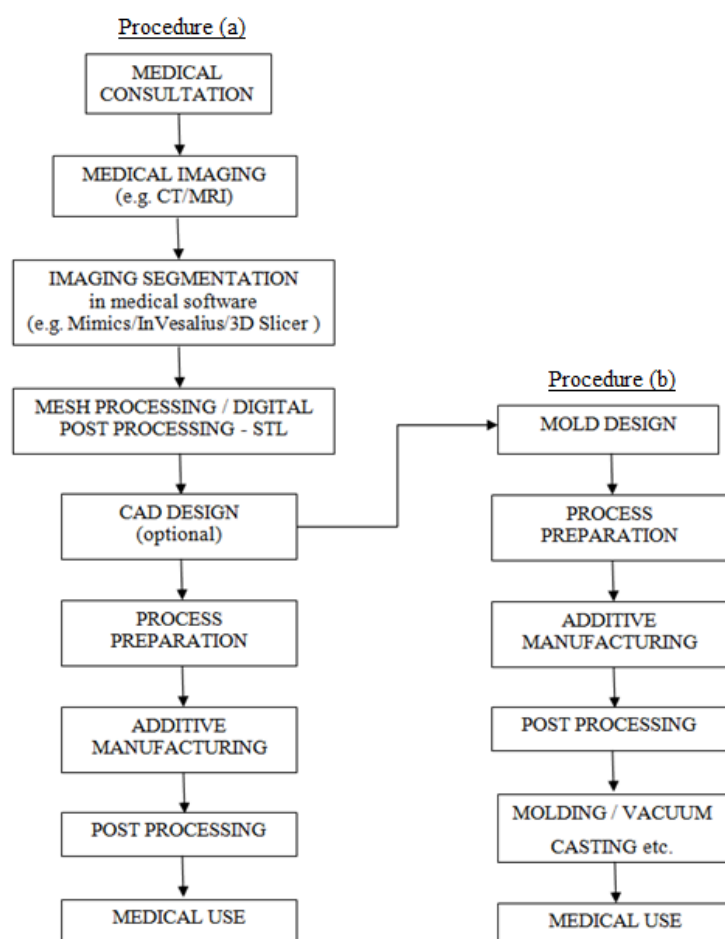 Procedure (a)
MEDICAL
CONSULTATION
MEDICAL IMAGING
(e.g. CT/MRI)
IMAGING SEGMENTATION
in medical software
(e.g. Mimics/InVesalius/3D Slicer )
MESH PROCESSING / DIGITAL
POST PROCESSING - STL
CAD DESIGN
(optional)
PROCESS
PREPARATION
ADDITIVE
MANUFACTURING
POST PROCESSING
MEDICAL USE
Procedure (b)
MOLD DESIGN
PROCESS
PREPARATION
ADDITIVE
MANUFACTURING
POST PROCESSING
MOLDING / VACUUM
CASTING etc.
MEDICAL USE